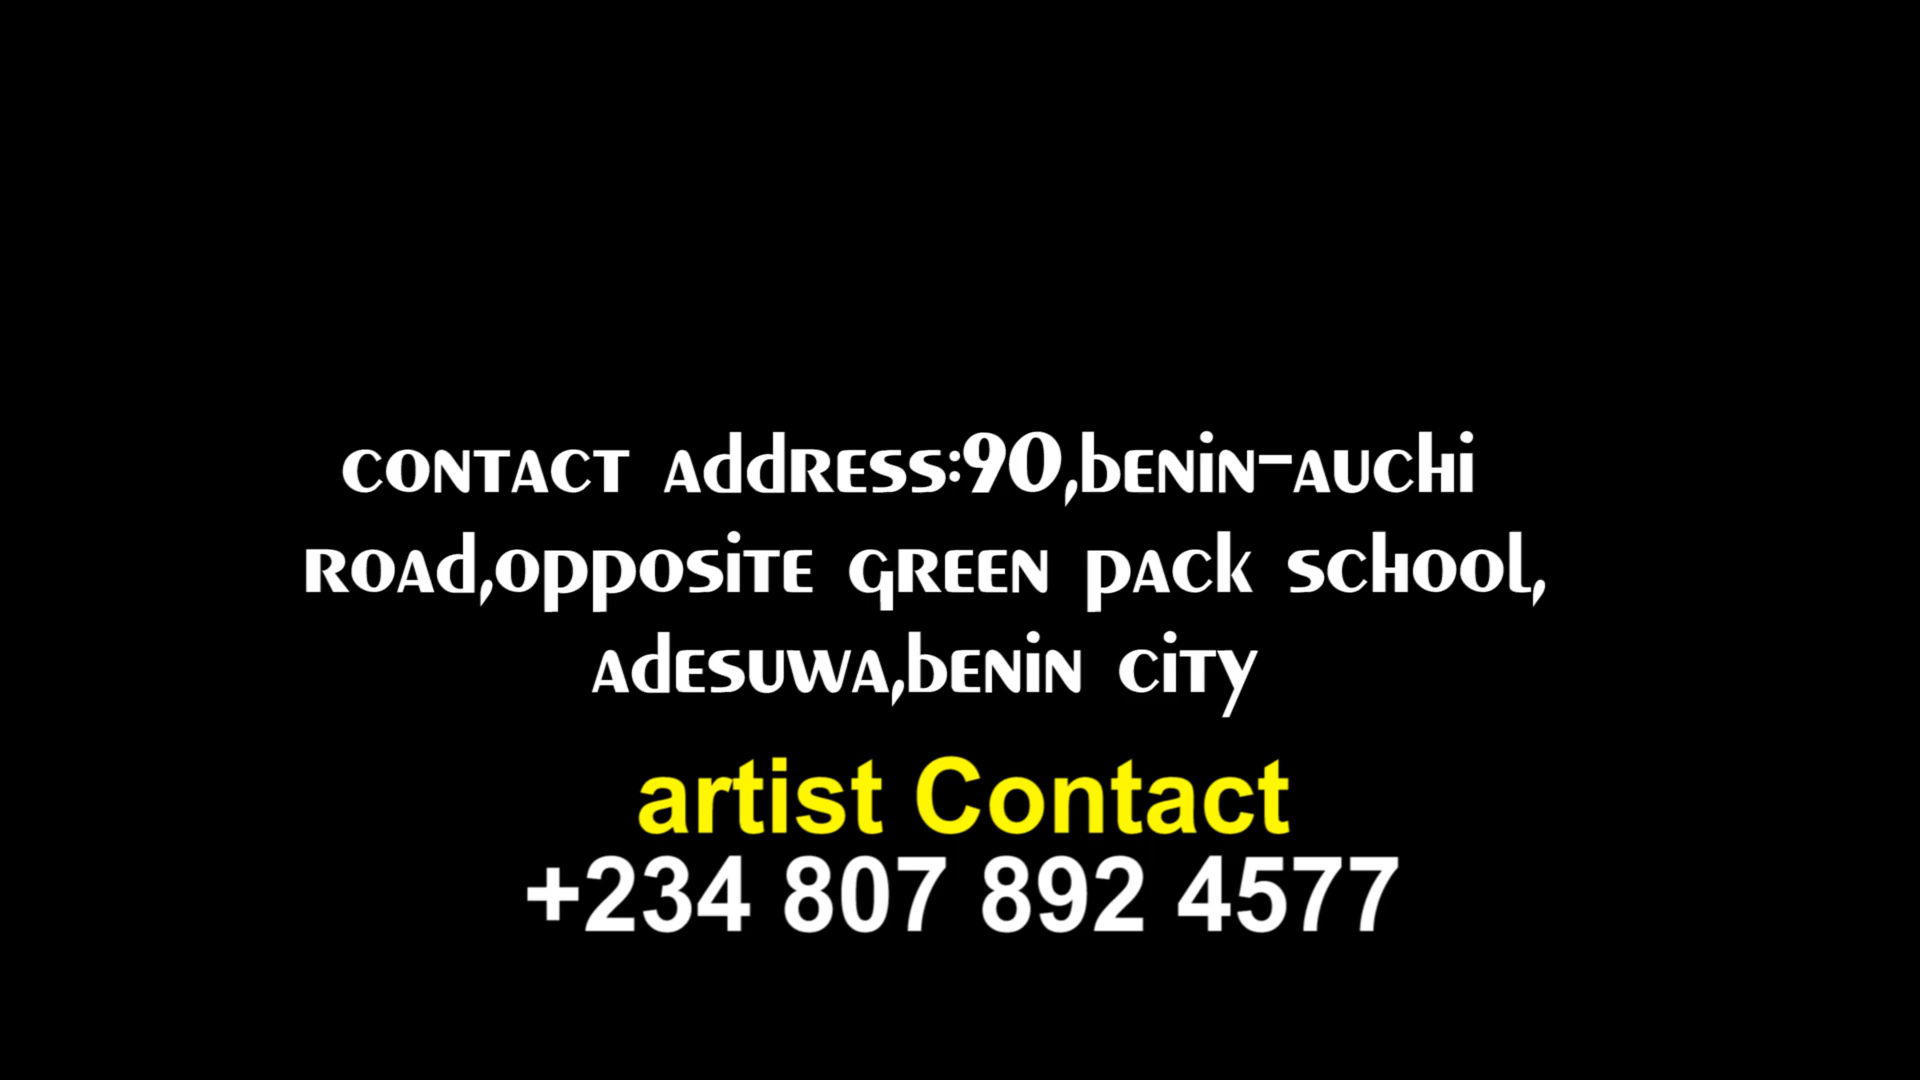 CONTACT AddRESS:90,bENiN-AUChi
ROAd,OPPOSiTE GREEN PACk SChOOl,
AdESUWA,bENiN CiTY
artist Contact
+234 807 892 4577